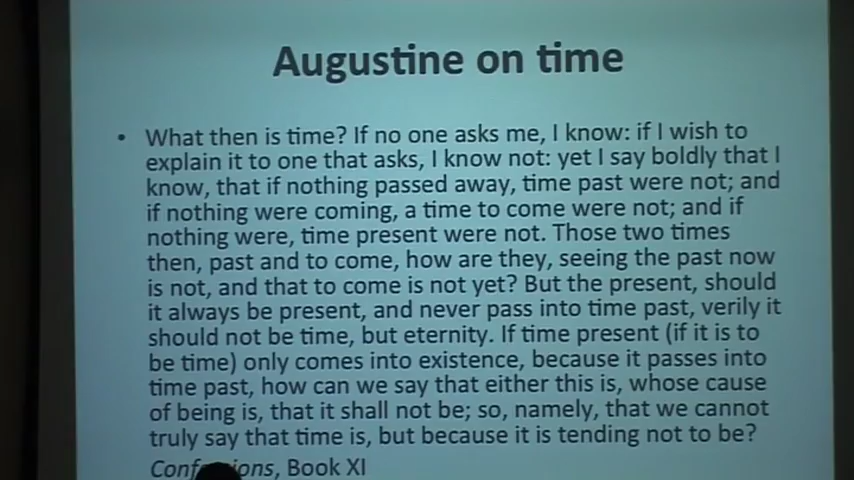 Augustine on time
• What then is time? If no one asks me, I know: if I wish to
explain it to one that asks, I know not: yet I say boldly that I
know, that if nothing passed away, time past were not; and
if nothing were coming, a time to come were not; and if
nothing were, time present were not. Those two times
then, past and to come, how are they, seeing the past now
is not, and that to come is not yet? But the present, should
it always be present, and never pass into time past, verily it
should not be time, but eternity. If time present (if it is to
be time) only comes into existence, because it passes into
time past, how can we say that either this is, whose cause
of being is, that it shall not be; so, namely, that we cannot
truly say that time is, but because it is tending not to be?
Confessions, Book XI